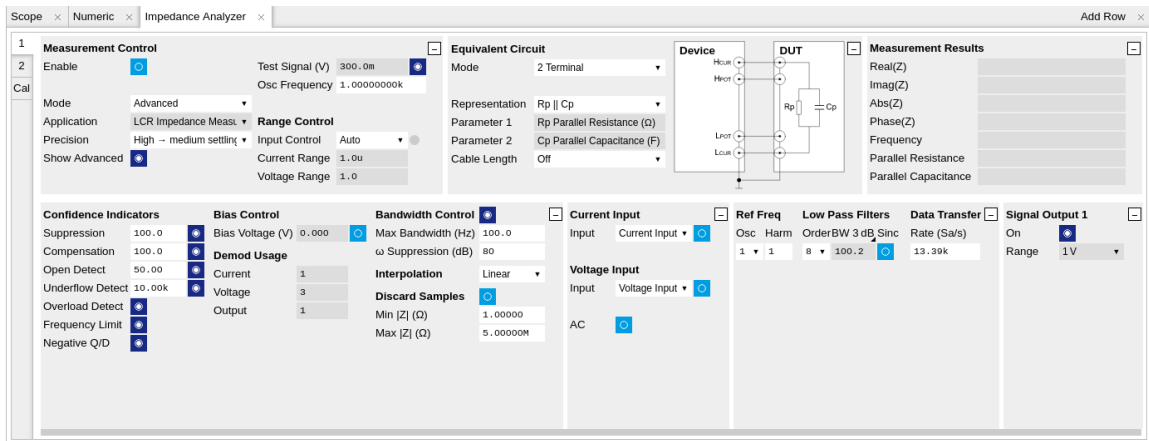 Scope × Numeric × Impedance Analyzer × Add Row ×
1
2
Cal
Measurement Control
Enable Test Signal (V) 300.0m
Osc Frequency 1.00000000k
Mode Advanced
Application LCR Impedance Measu Range Control
Precision High → medium settling Input Control Auto
Show Advanced Current Range 1.0u
Voltage Range 1.0
Equivalent Circuit
Mode 2 Terminal
Representation Rp || Cp
Parameter 1 Rp Parallel Resistance (Ω)
Parameter 2 Cp Parallel Capacitance (F)
Cable Length Off
Device DUT
HCUR
HPOT
Rp Cp
LPOT
LCUR
Measurement Results
Real(Z)
Imag(Z)
Abs(Z)
Phase(Z)
Frequency
Parallel Resistance
Parallel Capacitance
Confidence Indicators
Suppression 100.0
Compensation 100.0
Open Detect 50.00
Underflow Detect 10.00k
Overload Detect
Frequency Limit
Negative Q/D
Bias Control
Bias Voltage (V) 0.000
Demod Usage
Current 1
Voltage 3
Output 1
Bandwidth Control
Max Bandwidth (Hz) 100.0
ω Suppression (dB) 80
Interpolation Linear
Discard Samples
Min |Z| (Ω) 1.00000
Max |Z| (Ω) 5.00000M
Current Input
Input Current Input
Voltage Input
Input Voltage Input
AC
Ref Freq Low Pass Filters Data Transfer
Osc Harm Order BW 3 dB Sinc Rate (Sa/s)
1 1 8 100.2 13.39k
Signal Output 1
On
Range 1 V